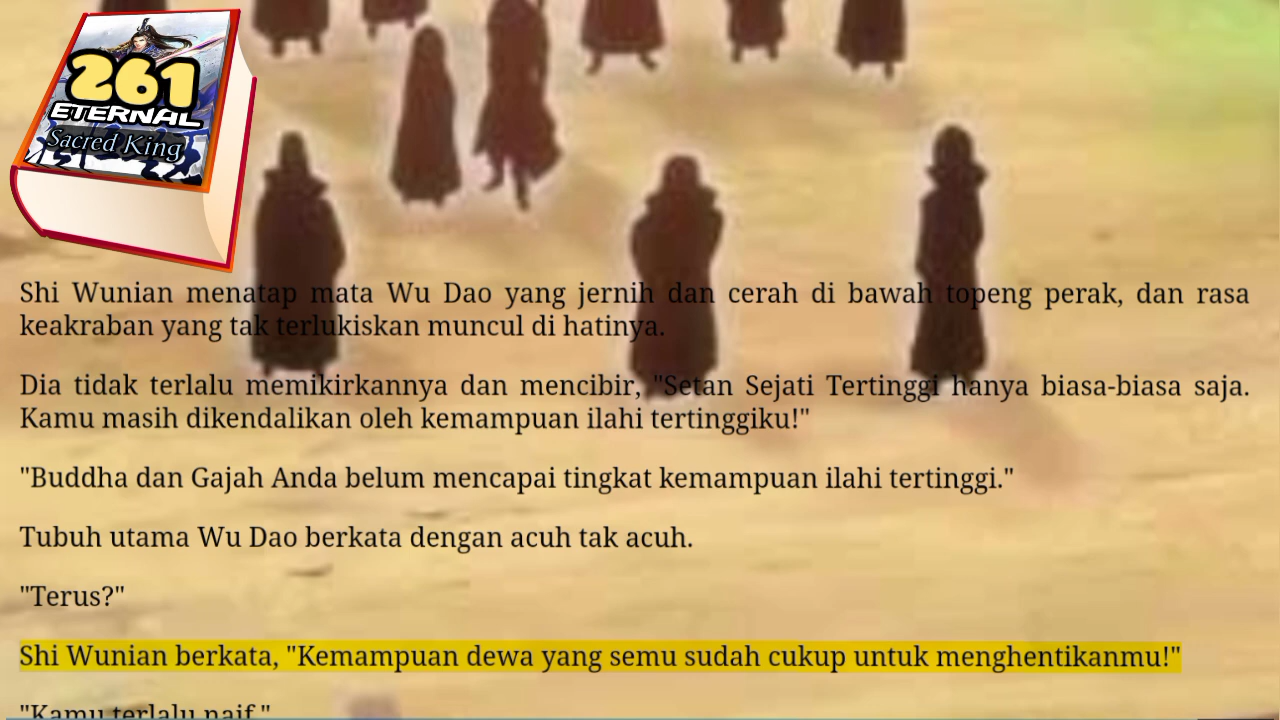 261
ETERNAL
Sacred King
Shi Wunian menatap mata Wu Dao yang jernih dan cerah di bawah topeng perak, dan rasa
keakraban yang tak terlukiskan muncul di hatinya.
Dia tidak terlalu memikirkannya dan mencibir, "Setan Sejati Tertinggi hanya biasa-biasa saja.
Kamu masih dikendalikan oleh kemampuan ilahi tertinggiku!"
"Buddha dan Gajah Anda belum mencapai tingkat kemampuan ilahi tertinggi."
Tubuh utama Wu Dao berkata dengan acuh tak acuh.
"Terus?"
Shi Wunian berkata, "Kemampuan dewa yang semu sudah cukup untuk menghentikanmu!"
"Kamu terlalu naif."